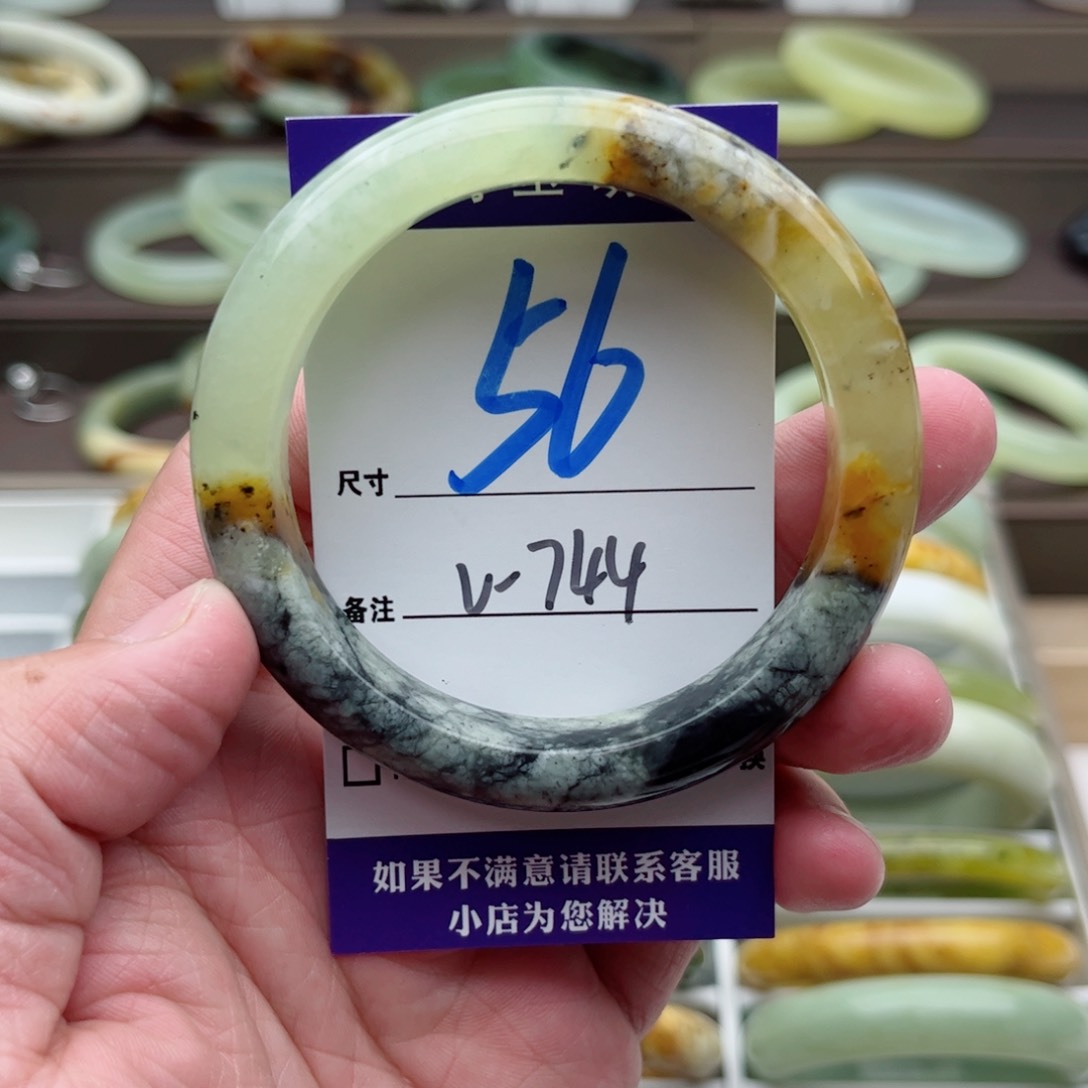 尺寸 56
备注 V-744
如果不满意请联系客服
小店为您解决